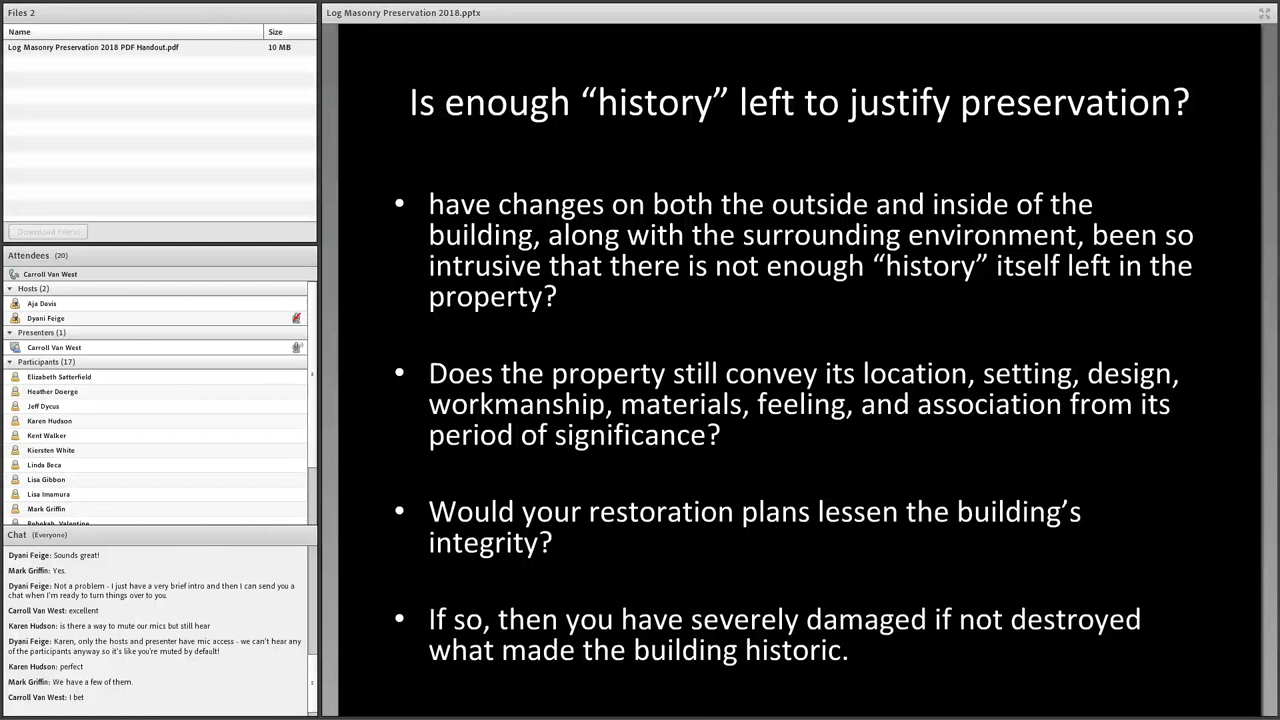 Files 2
Name Size
Log Masonry Preservation 2018 PDF Handout.pdf 10 MB
Download File(s)
Attendees (20)
Carroll Van West
Hosts (2)
Aja Davis
Dyani Feige
Presenters (1)
Carroll Van West
Participants (17)
Elizabeth Satterfield
Heather Doerge
Jeff Dycus
Karen Hudson
Kent Walker
Kiersten White
Linda Beca
Lisa Gibbon
Lisa Imamura
Mark Griffin
Rebekah Valentine
Chat (Everyone)
Dyani Feige: Sounds great!
Mark Griffin: Yes.
Dyani Feige: Not a problem - I just have a very brief intro and then I can send you a
chat when I'm ready to turn things over to you.
Carroll Van West: excellent
Karen Hudson: is there a way to mute our mics but still hear
Dyani Feige: Karen, only the hosts and presenter have mic access - we can't hear any
of the participants anyway so it's like you're muted by default!
Karen Hudson: perfect
Mark Griffin: We have a few of them.
Carroll Van West: I bet
Log Masonry Preservation 2018.pptx
Is enough “history” left to justify preservation?
• have changes on both the outside and inside of the
building, along with the surrounding environment, been so
intrusive that there is not enough “history” itself left in the
property?
• Does the property still convey its location, setting, design,
workmanship, materials, feeling, and association from its
period of significance?
• Would your restoration plans lessen the building’s
integrity?
• If so, then you have severely damaged if not destroyed
what made the building historic.